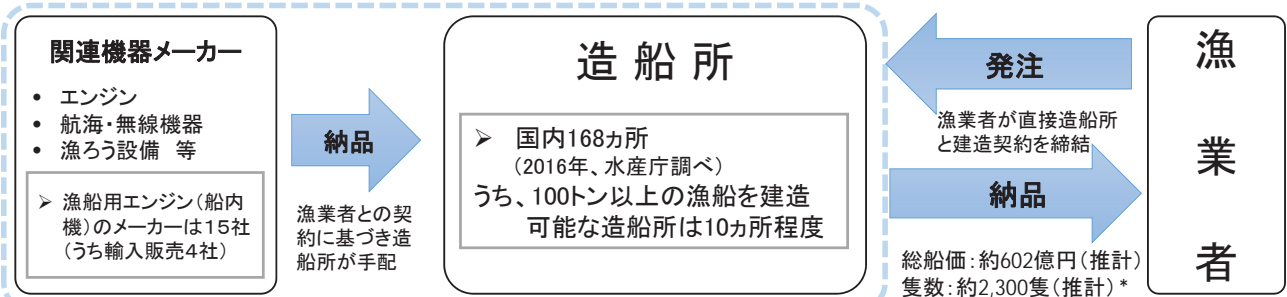 関連機器メーカー
• エンジン
• 航海・無線機器
• 漁ろう設備 等
➢ 漁船用エンジン(船内
機)のメーカーは15社
(うち輸入販売4社)
納品
漁業者との契
約に基づき造
船所が手配
造船所
➢ 国内168ヵ所
(2016年、水産庁調べ)
うち、100トン以上の漁船を建造
可能な造船所は10ヵ所程度
発注
漁業者が直接造船所
と建造契約を締結
納品
総船価:約602億円(推計)
隻数:約2,300隻(推計)*
漁業者